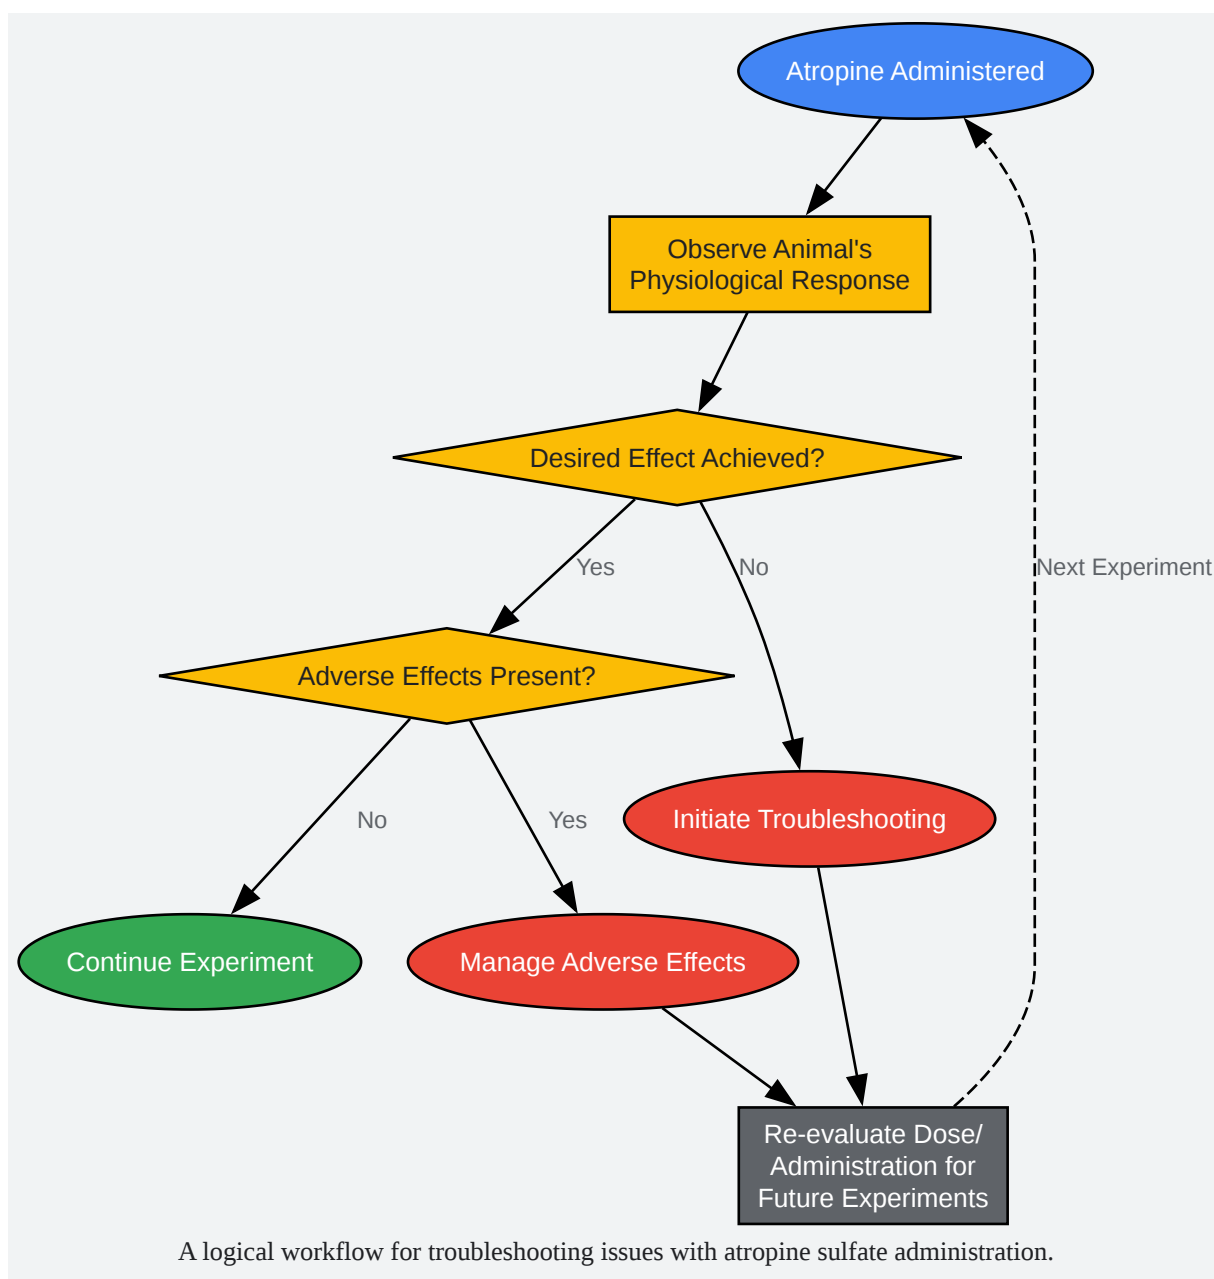 Atropine Administered
Observe Animal's
Physiological Response
Desired Effect Achieved?
Yes
No
Next Experiment
Adverse Effects Present?
No
Yes
Initiate Troubleshooting
Continue Experiment
Manage Adverse Effects
Re-evaluate Dose/
Administration for
Future Experiments
A logical workflow for troubleshooting issues with atropine sulfate administration.